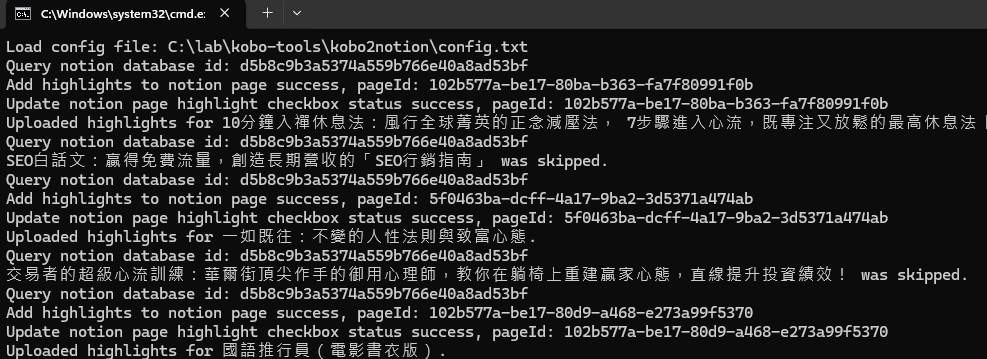 C:\Windows\system32\cmd.e
Load config file: C:\lab\kobo-tools\kobo2notion\config.txt
Query notion database id: d5b8c9b3a5374a559b766e40a8ad53bf
Add highlights to notion page success, pageId: 102b577a-be17-80ba-b363-fa7f80991f0b
Update notion page highlight checkbox status success, pageId: 102b577a-be17-80ba-b363-fa7f80991f0b
Uploaded highlights for 10分鐘入禪休息法：風行全球菁英的正念減壓法， 7步驟進入心流，既專注又放鬆的最高休息法
Query notion database id: d5b8c9b3a5374a559b766e40a8ad53bf
SEO白話文：贏得免費流量，創造長期營收的「SEO行銷指南」 was skipped.
Query notion database id: d5b8c9b3a5374a559b766e40a8ad53bf
Add highlights to notion page success, pageId: 5f0463ba-dcff-4a17-9ba2-3d5371a474ab
Update notion page highlight checkbox status success, pageId: 5f0463ba-dcff-4a17-9ba2-3d5371a474ab
Uploaded highlights for 一如既往：不變的人性法則與致富心態.
Query notion database id: d5b8c9b3a5374a559b766e40a8ad53bf
交易者的超級心流訓練：華爾街頂尖作手的御用心理師，教你在躺椅上重建贏家心態，直線提升投資績效！ was skipped.
Query notion database id: d5b8c9b3a5374a559b766e40a8ad53bf
Add highlights to notion page success, pageId: 102b577a-be17-80d9-a468-e273a99f5370
Update notion page highlight checkbox status success, pageId: 102b577a-be17-80d9-a468-e273a99f5370
Uploaded highlights for 國語推行員（電影書衣版）.